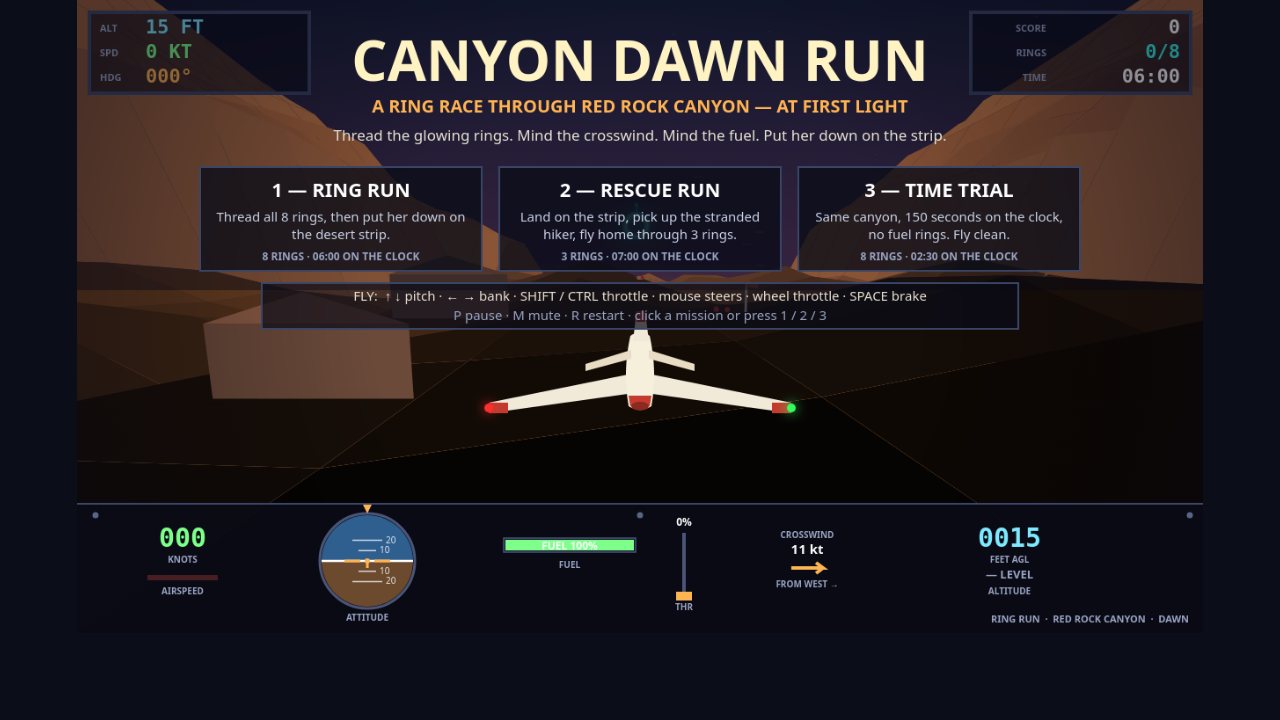 ALT 15 FT
SPD 0 KT
HDG 000°
SCORE 0
RINGS 0/8
TIME 06:00
CANYON DAWN RUN
A RING RACE THROUGH RED ROCK CANYON — AT FIRST LIGHT
Thread the glowing rings. Mind the crosswind. Mind the fuel. Put her down on the strip.
1 — RING RUN
Thread all 8 rings, then put her down on
the desert strip.
8 RINGS · 06:00 ON THE CLOCK
2 — RESCUE RUN
Land on the strip, pick up the stranded
hiker, fly home through 3 rings.
3 RINGS · 07:00 ON THE CLOCK
3 — TIME TRIAL
Same canyon, 150 seconds on the clock,
no fuel rings. Fly clean.
8 RINGS · 02:30 ON THE CLOCK
FLY: ↑ ↓ pitch · ← → bank · SHIFT / CTRL throttle · mouse steers · wheel throttle · SPACE brake
P pause · M mute · R restart · click a mission or press 1 / 2 / 3
000
KNOTS
AIRSPEED
20
10
10
20
ATTITUDE
FUEL 100%
FUEL
0%
THR
CROSSWIND
11 kt
FROM WEST →
0015
FEET AGL
— LEVEL
ALTITUDE
RING RUN · RED ROCK CANYON · DAWN